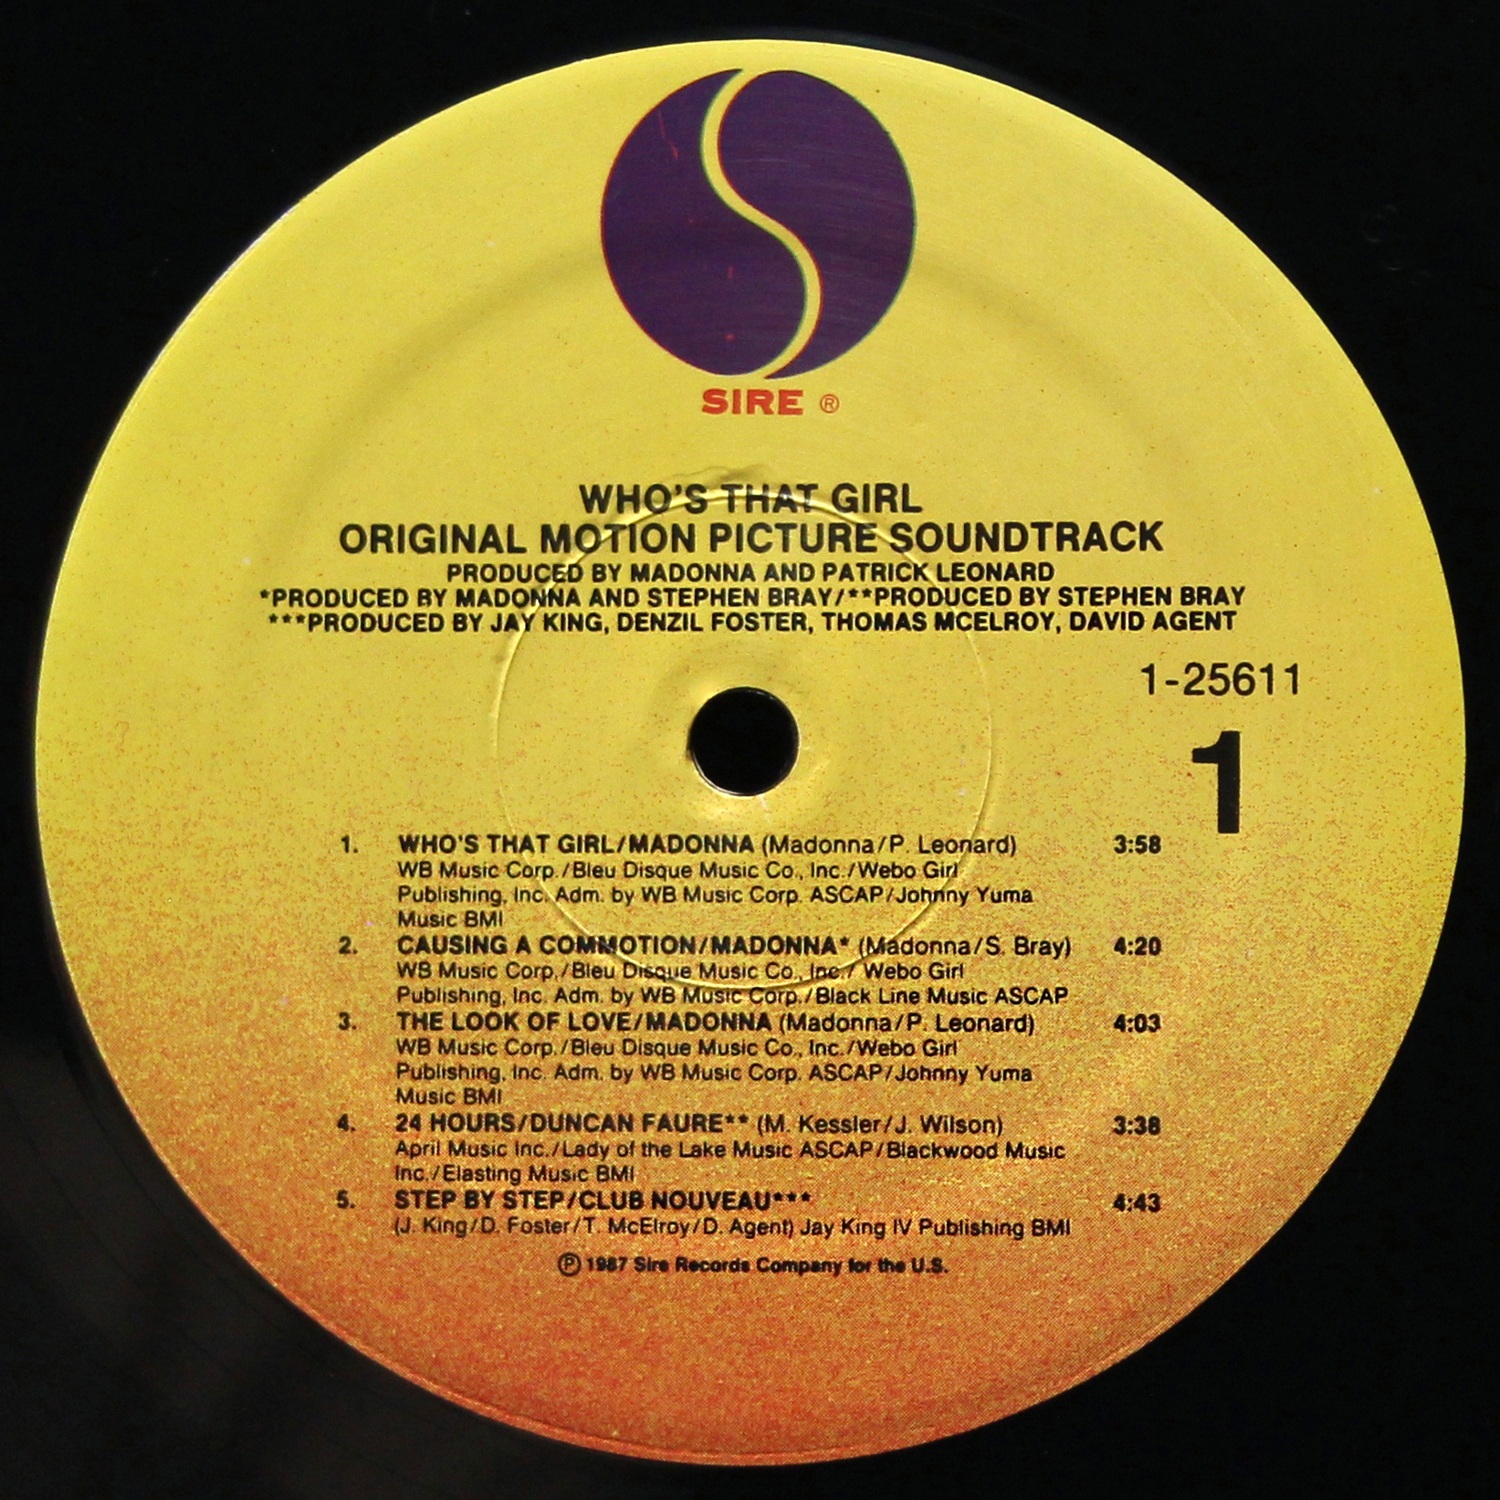 SIRE ®
WHO'S THAT GIRL
ORIGINAL MOTION PICTURE SOUNDTRACK
PRODUCED BY MADONNA AND PATRICK LEONARD
*PRODUCED BY MADONNA AND STEPHEN BRAY/**PRODUCED BY STEPHEN BRAY
***PRODUCED BY JAY KING, DENZIL FOSTER, THOMAS MCELROY, DAVID AGENT
1-25611
1
1. WHO'S THAT GIRL/MADONNA (Madonna/P. Leonard) 3:58
WB Music Corp./Bleu Disque Music Co., Inc./Webo Girl
Publishing, Inc. Adm. by WB Music Corp. ASCAP/Johnny Yuma
Music BMI
2. CAUSING A COMMOTION/MADONNA* (Madonna/S. Bray) 4:20
WB Music Corp./Bleu Disque Music Co., Inc./ Webo Girl
Publishing, Inc. Adm. by WB Music Corp./Black Line Music ASCAP
3. THE LOOK OF LOVE/MADONNA (Madonna/P. Leonard) 4:03
WB Music Corp./Bleu Disque Music Co., Inc./Webo Girl
Publishing, Inc. Adm. by WB Music Corp. ASCAP/Johnny Yuma
Music BMI
4. 24 HOURS/DUNCAN FAURE** (M. Kessler/J. Wilson) 3:38
April Music Inc./Lady of the Lake Music ASCAP/Blackwood Music
Inc./Elasting Music BMI
5. STEP BY STEP/CLUB NOUVEAU*** 4:43
(J. King/D. Foster/T. McElroy/D. Agent) Jay King IV Publishing BMI
℗ 1987 Sire Records Company for the U.S.